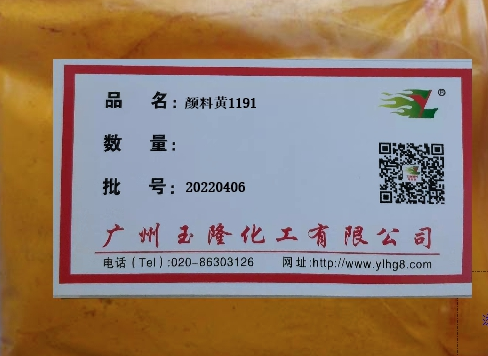 品 名：颜料黄1191
®
数 量：
批 号：20220406
广州玉隆化工有限公司
电话(Tel):020-86303126 网址:http://www.ylhg8.com